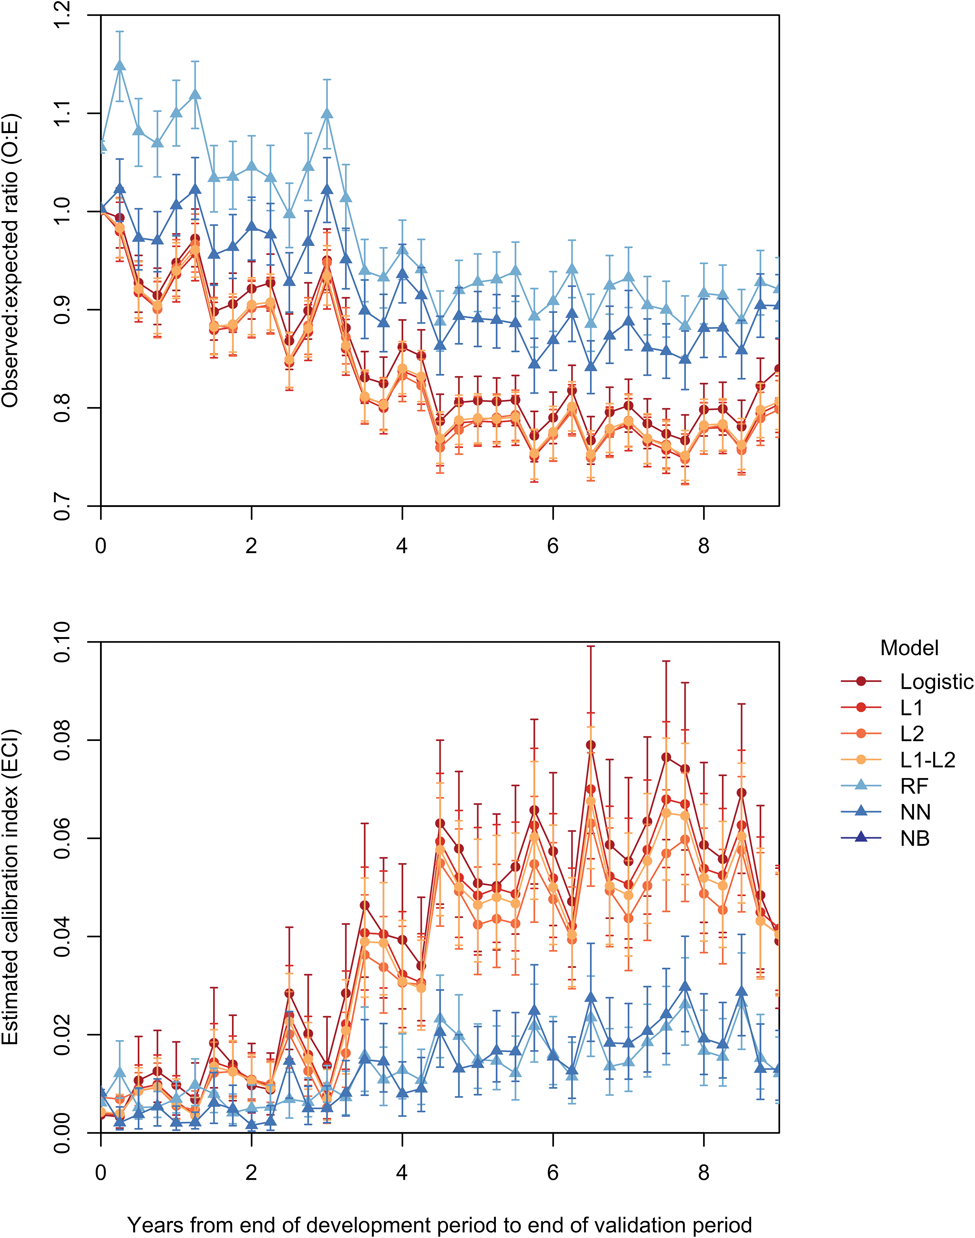 1.2
1.1
1.0
0.9
0.8
0.7
Observed:expected ratio (O:E)
0 2 4 6 8
0.10
0.08
0.06
0.04
0.02
0.00
Estimated calibration index (ECI)
0 2 4 6 8
Years from end of development period to end of validation period
Model
Logistic
L1
L2
L1-L2
RF
NN
NB